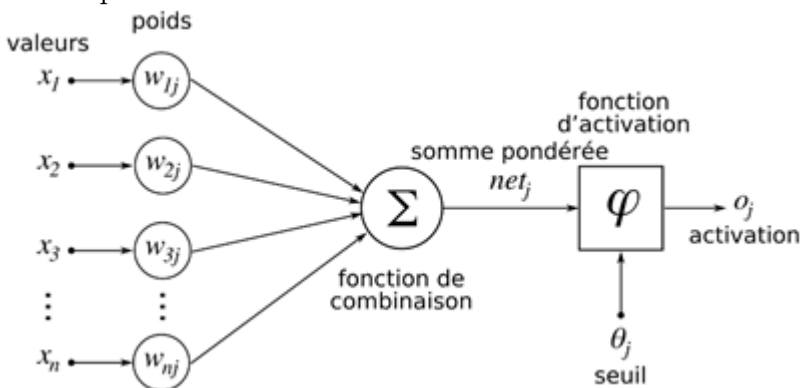 poids
valeurs
x₁
w₁ⱼ
x₂
w₂ⱼ
x₃
w₃ⱼ
⋮
⋮
xₙ
wₙⱼ
Σ
fonction de
combinaison
somme pondérée
netⱼ
fonction
d'activation
φ
oⱼ
activation
θⱼ
seuil